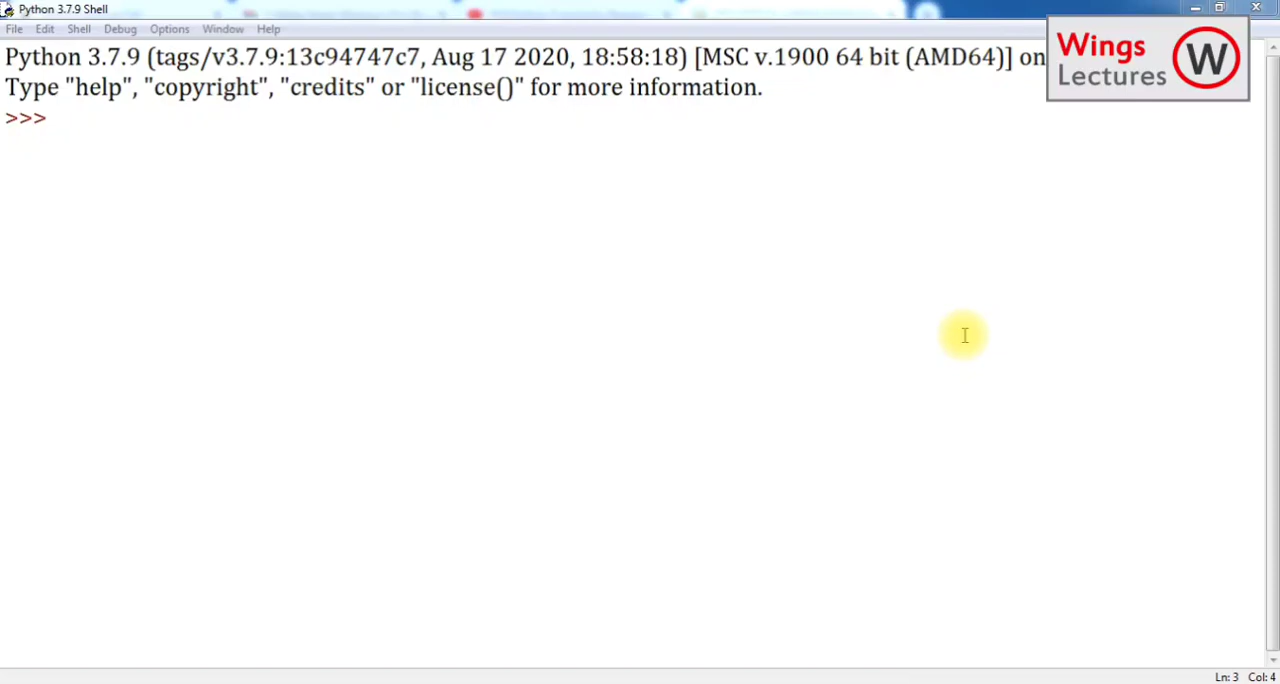 Python 3.7.9 Shell
File Edit Shell Debug Options Window Help
Python 3.7.9 (tags/v3.7.9:13c94747c7, Aug 17 2020, 18:58:18) [MSC v.1900 64 bit (AMD64)] on
Type "help", "copyright", "credits" or "license()" for more information.
>>>
Wings
Lectures
W
Ln: 3 Col: 4